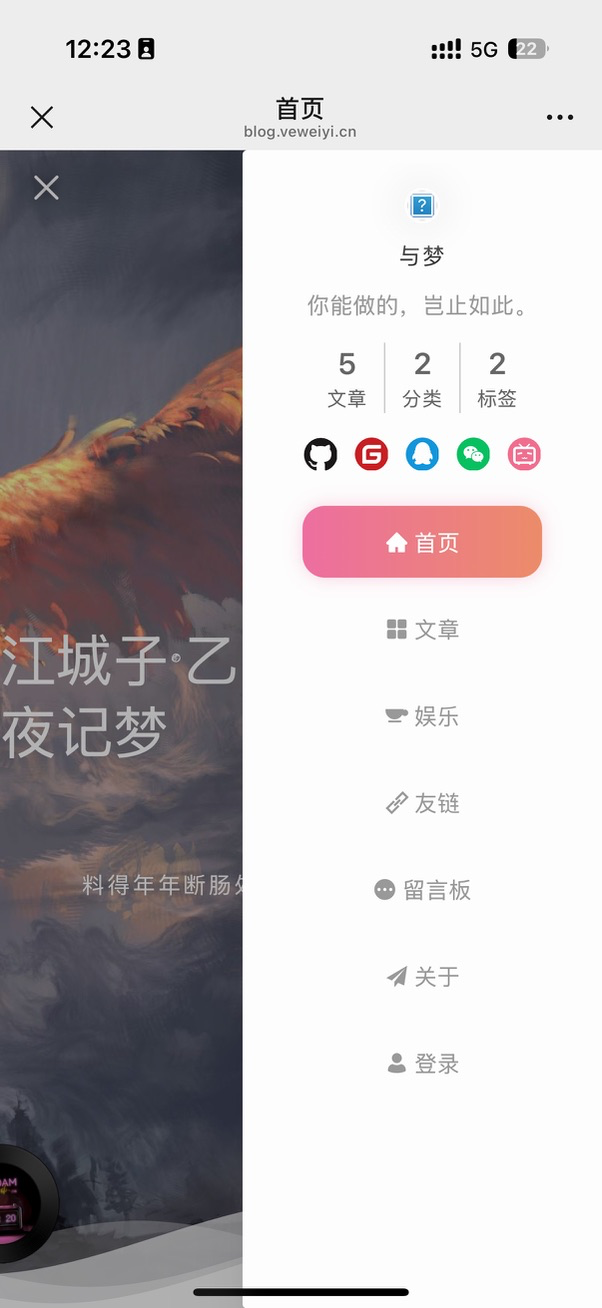 12:23
5G
22
首页
blog.veweiyi.cn
与梦
你能做的，岂止如此。
5
2
2
文章
分类
标签
首页
文章
娱乐
友链
留言板
关于
登录
江城子·乙
夜记梦
料得年年断肠
20